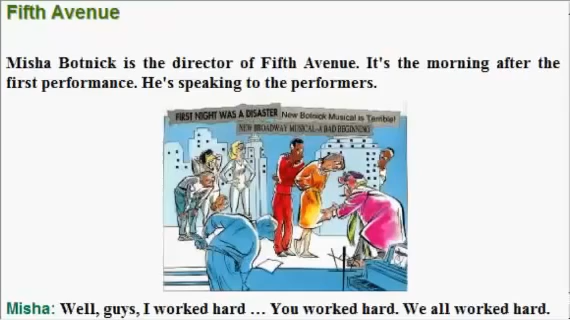 Fifth Avenue
Misha Botnick is the director of Fifth Avenue. It's the morning after the
first performance. He's speaking to the performers.
FIRST NIGHT WAS A DISASTER New Botnick Musical is Terrible!
NEW BROADWAY MUSICAL-A BAD BEGINNING!
Misha: Well, guys, I worked hard … You worked hard. We all worked hard.